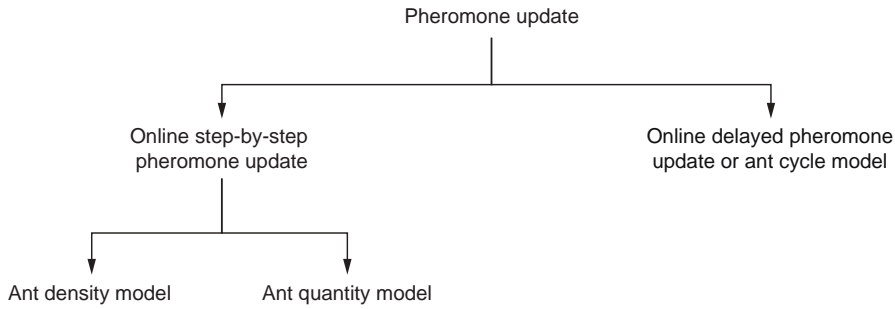 Pheromone update
Online step-by-step
pheromone update
Online delayed pheromone
update or ant cycle model
Ant density model
Ant quantity model